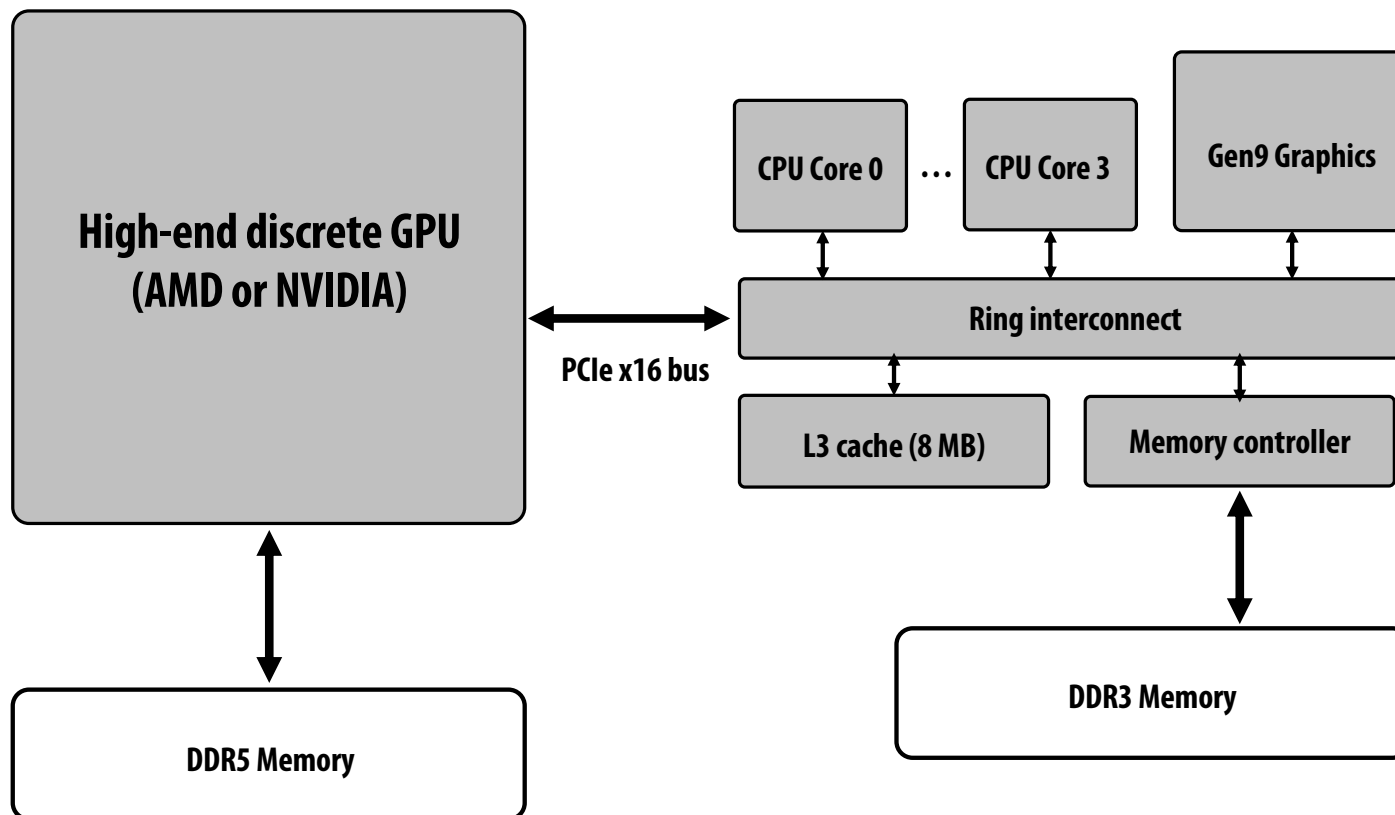 High-end discrete GPU
(AMD or NVIDIA)
CPU Core 0
...
CPU Core 3
Gen9 Graphics
Ring interconnect
PCIe x16 bus
L3 cache (8 MB)
Memory controller
DDR3 Memory
DDR5 Memory